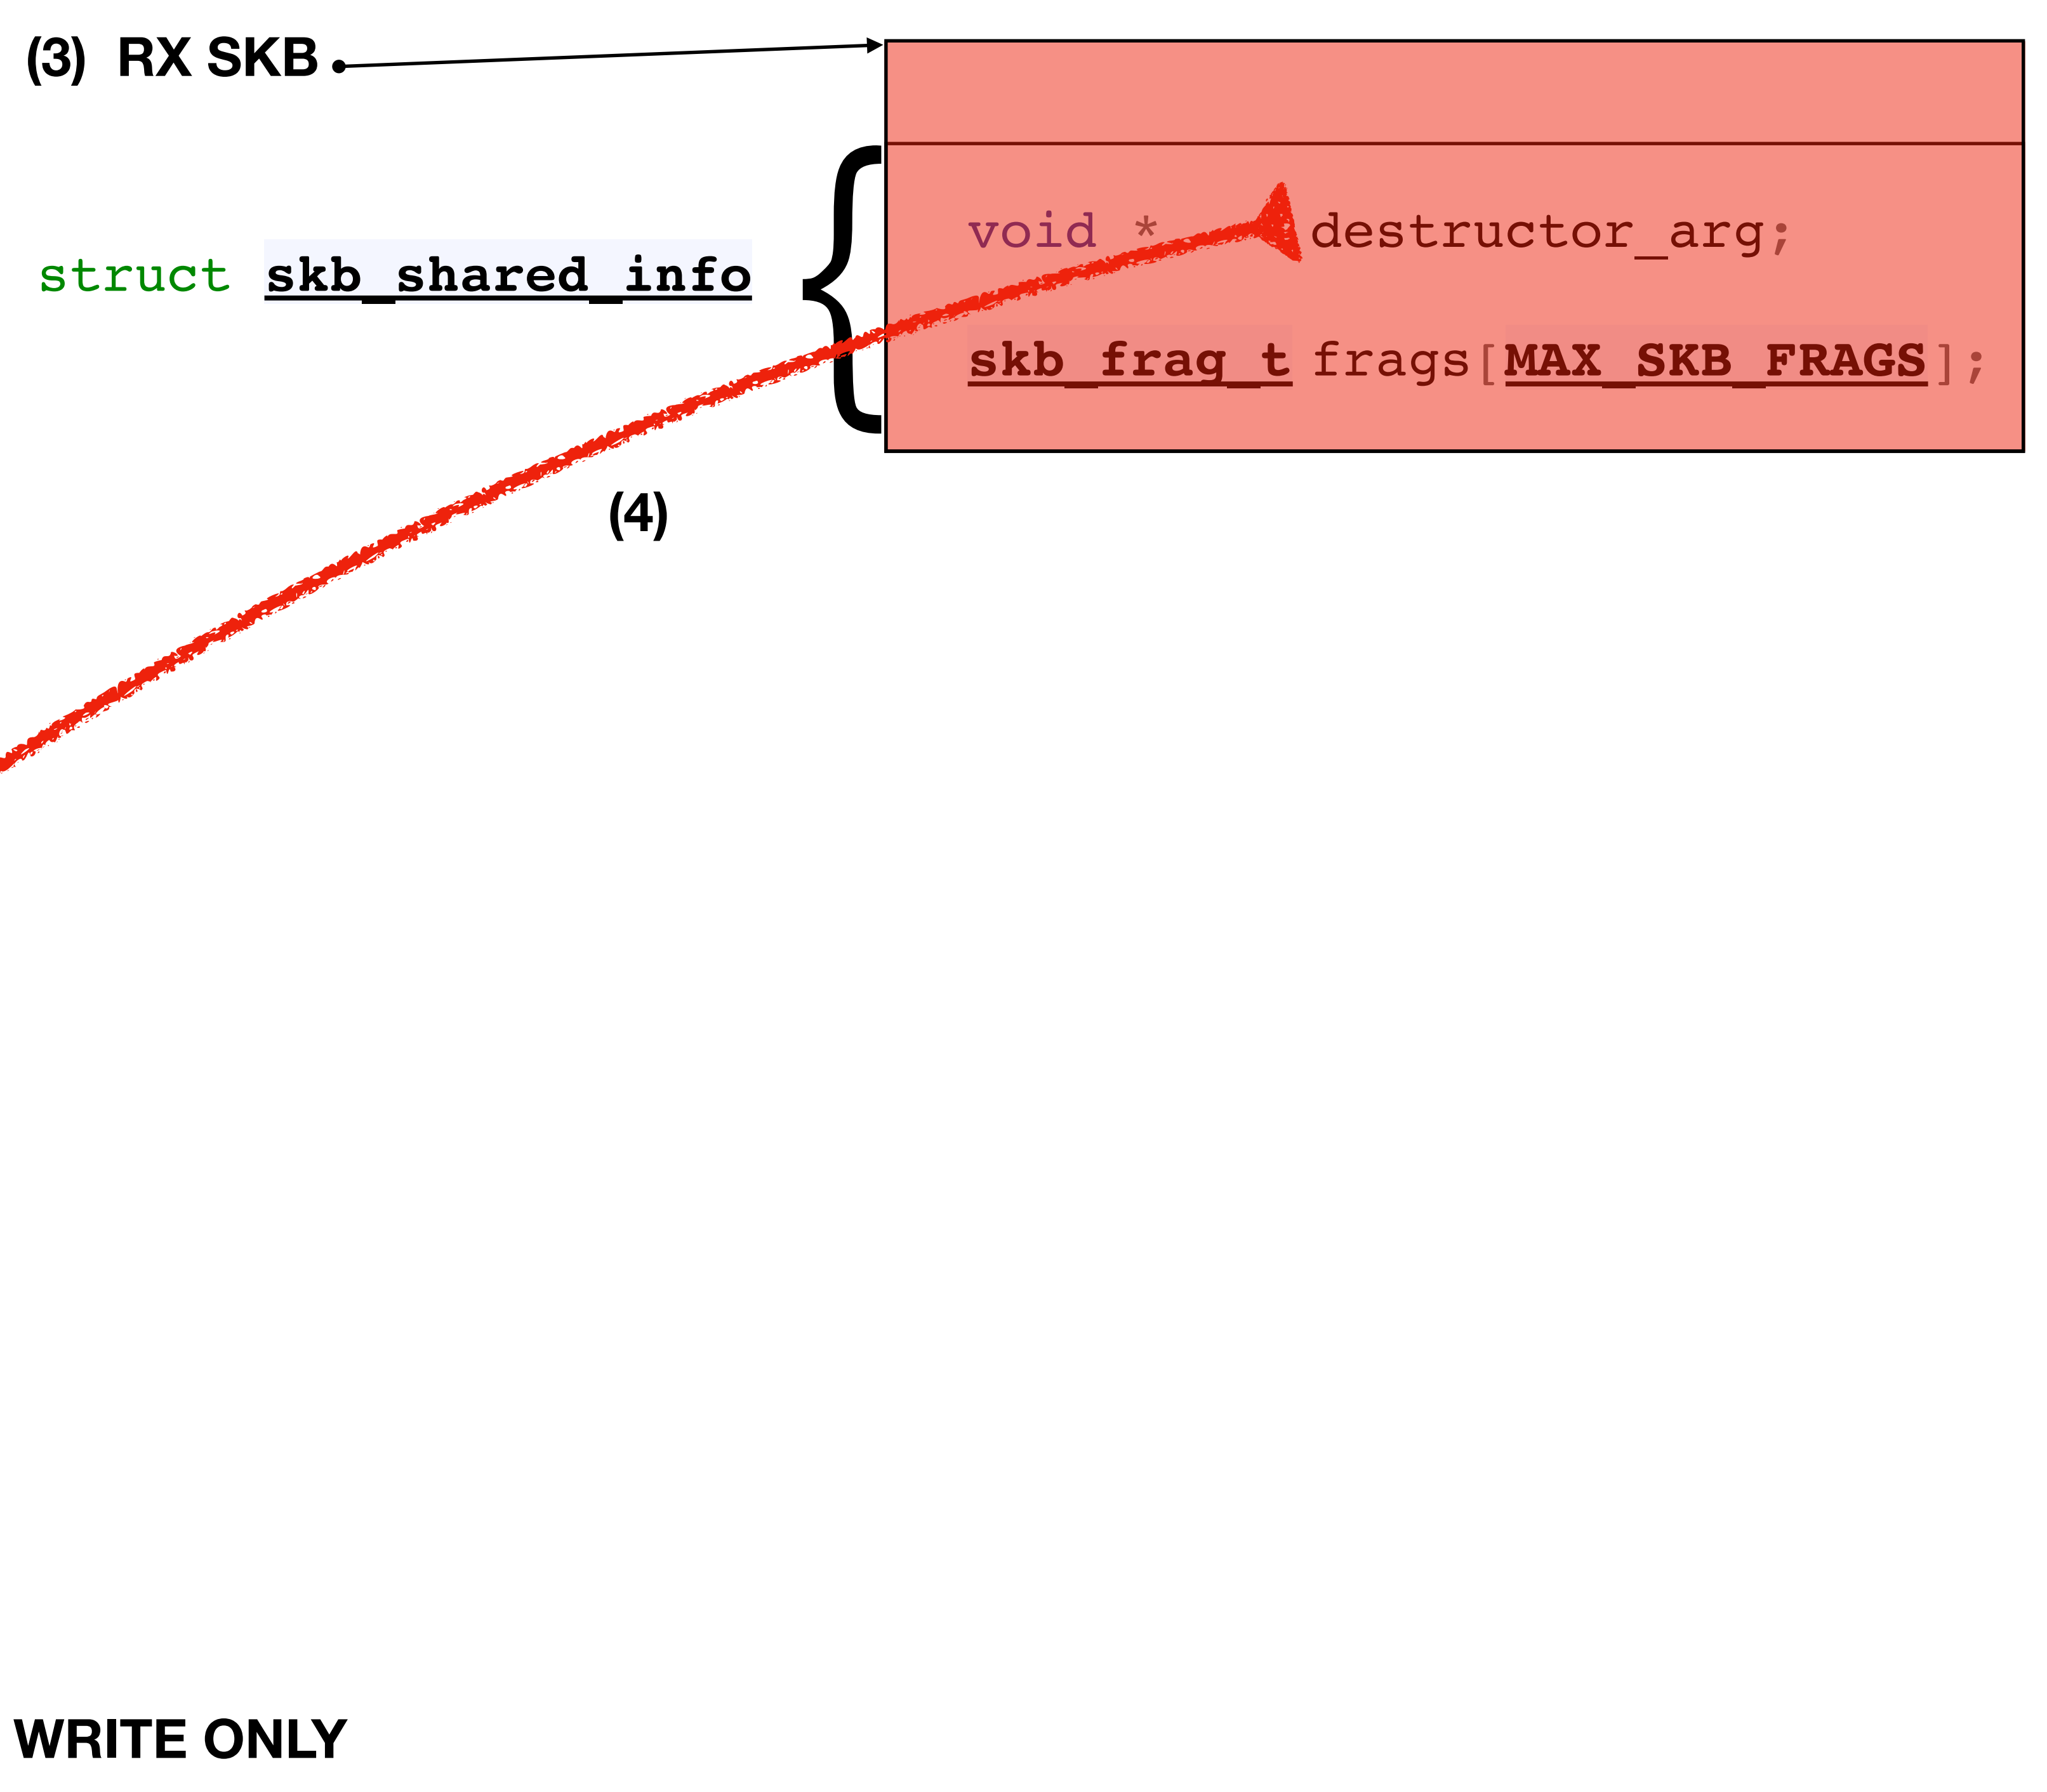 (3) RX SKB
void * destructor_arg;
struct skb_shared_info
skb_frag_t frags[MAX_SKB_FRAGS];
(4)
WRITE ONLY